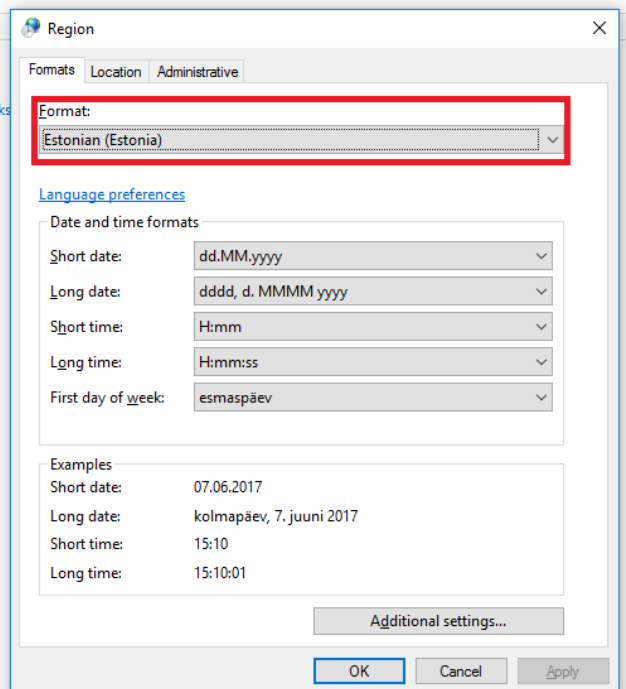 Region
Formats Location Administrative
Format:
Estonian (Estonia)
Language preferences
Date and time formats
Short date: dd.MM.yyyy
Long date: dddd, d. MMMM yyyy
Short time: H:mm
Long time: H:mm:ss
First day of week: esmaspäev
Examples
Short date: 07.06.2017
Long date: kolmapäev, 7. juuni 2017
Short time: 15:10
Long time: 15:10:01
Additional settings...
OK Cancel Apply